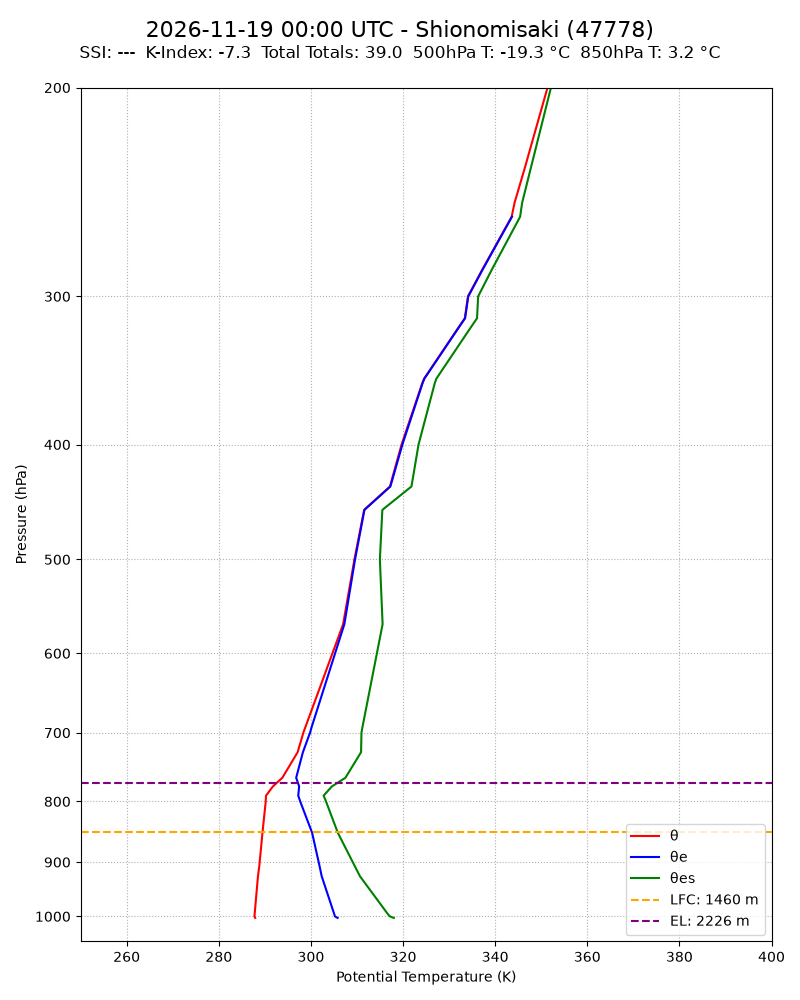 2026-11-19 00:00 UTC - Shionomisaki (47778)
SSI: --- K-Index: -7.3 Total Totals: 39.0 500hPa T: -19.3 °C 850hPa T: 3.2 °C
200
300
400
500
600
700
800
900
1000
Pressure (hPa)
θ
θe
θes
LFC: 1460 m
EL: 2226 m
260 280 300 320 340 360 380 400
Potential Temperature (K)